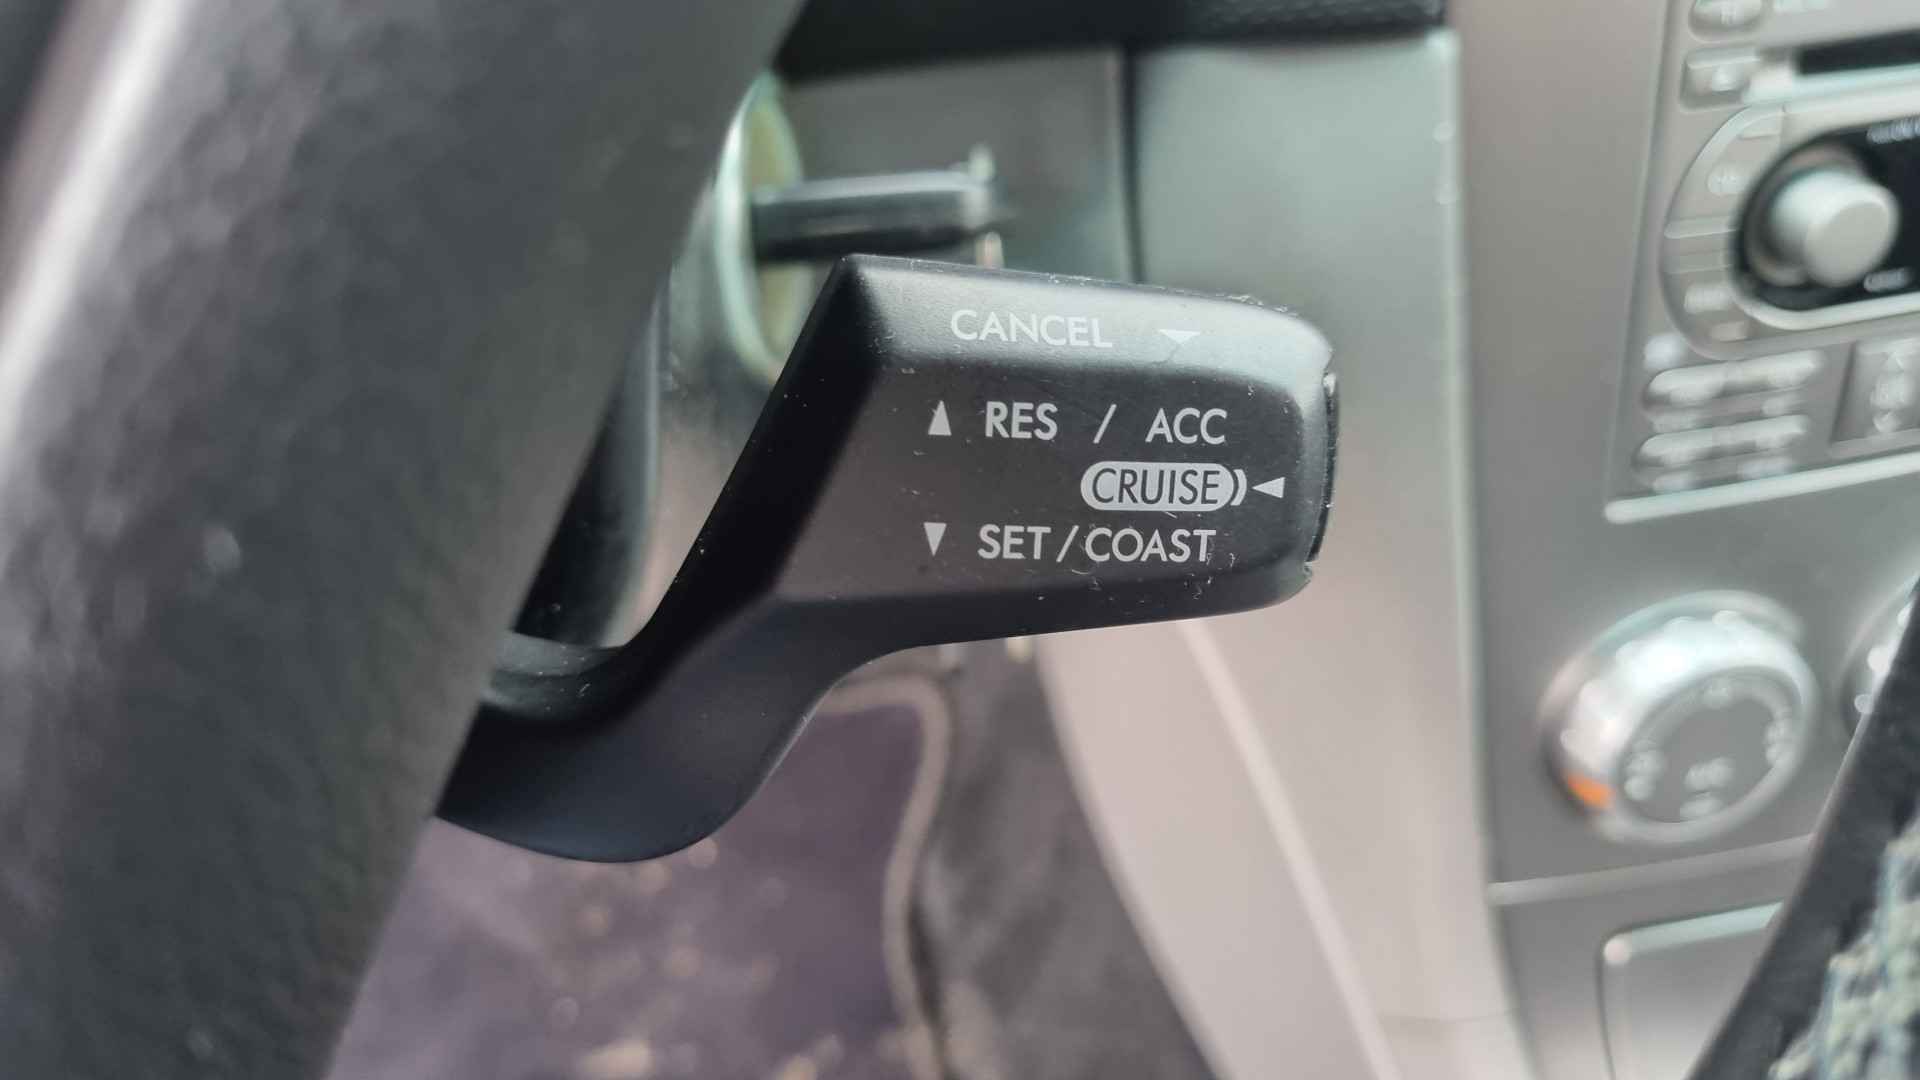 CANCEL
RES / ACC
CRUISE
SET / COAST